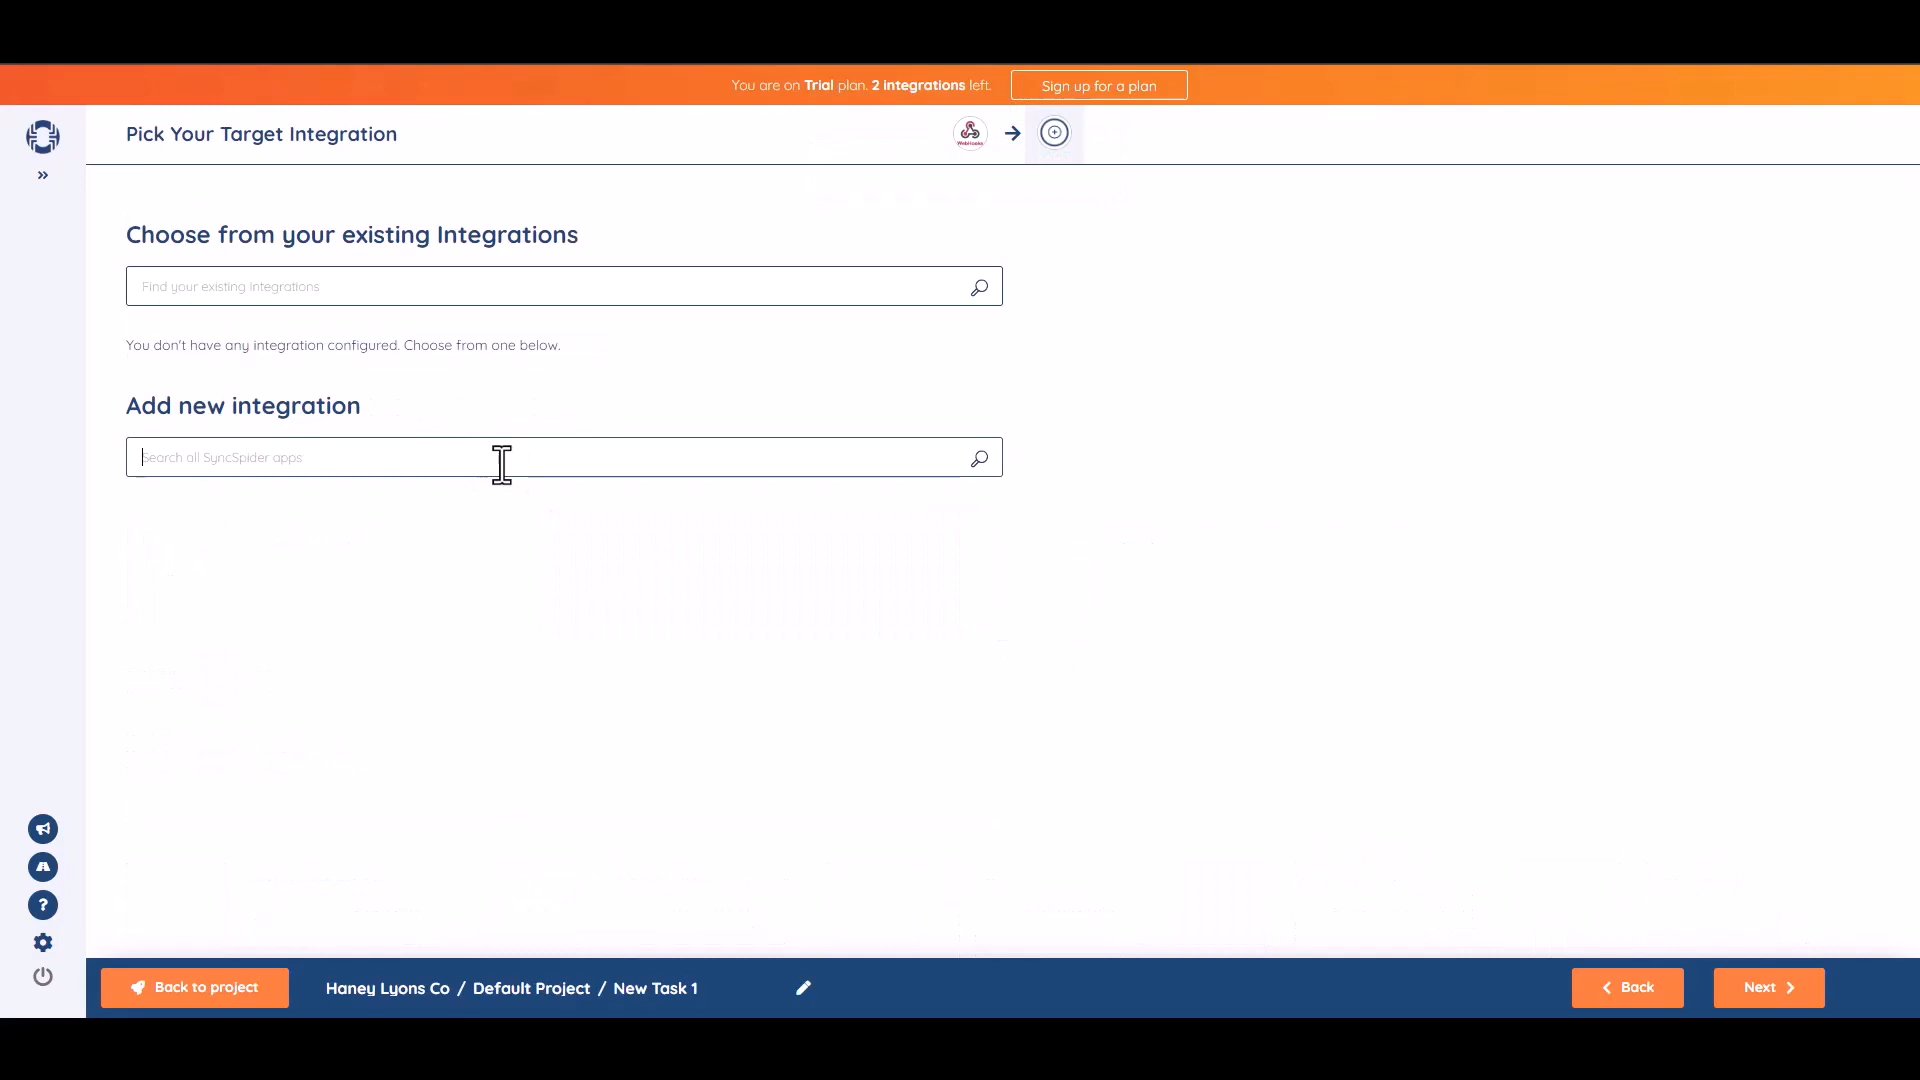 You are on Trial plan. 2 integrations left.
Sign up for a plan
Pick Your Target Integration
WebHooks
Choose from your existing Integrations
Find your existing Integrations
You don't have any integration configured. Choose from one below.
Add new integration
Search all SyncSpider apps
Back to project
Haney Lyons Co / Default Project / New Task 1
Back
Next